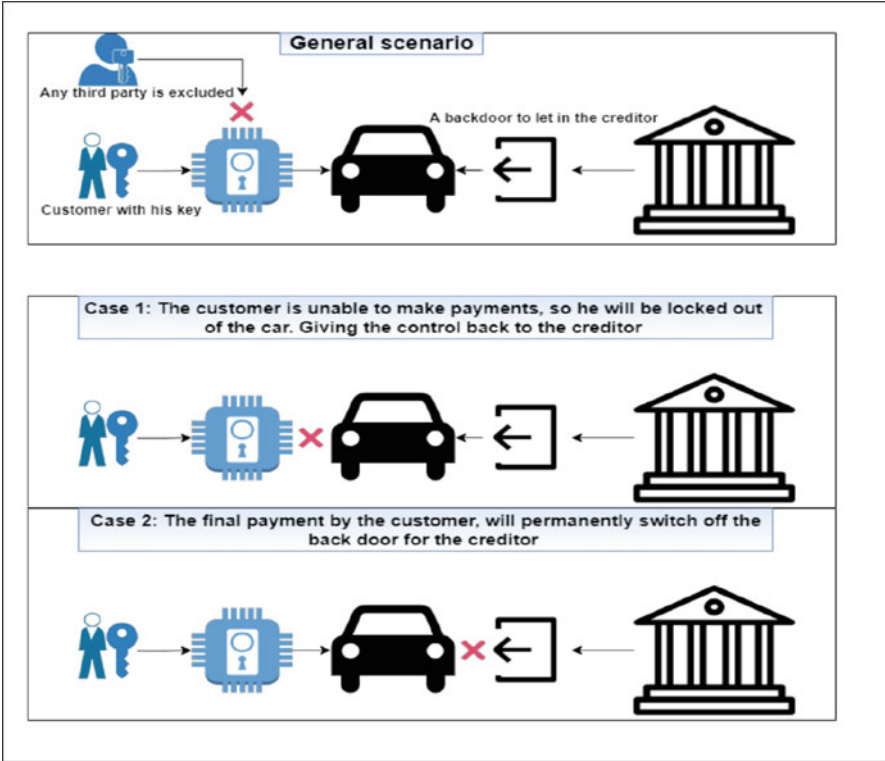 General scenario
Any third party is excluded
A backdoor to let in the creditor
Customer with his key
Case 1: The customer is unable to make payments, so he will be locked out
of the car. Giving the control back to the creditor
Case 2: The final payment by the customer, will permanently switch off the
back door for the creditor